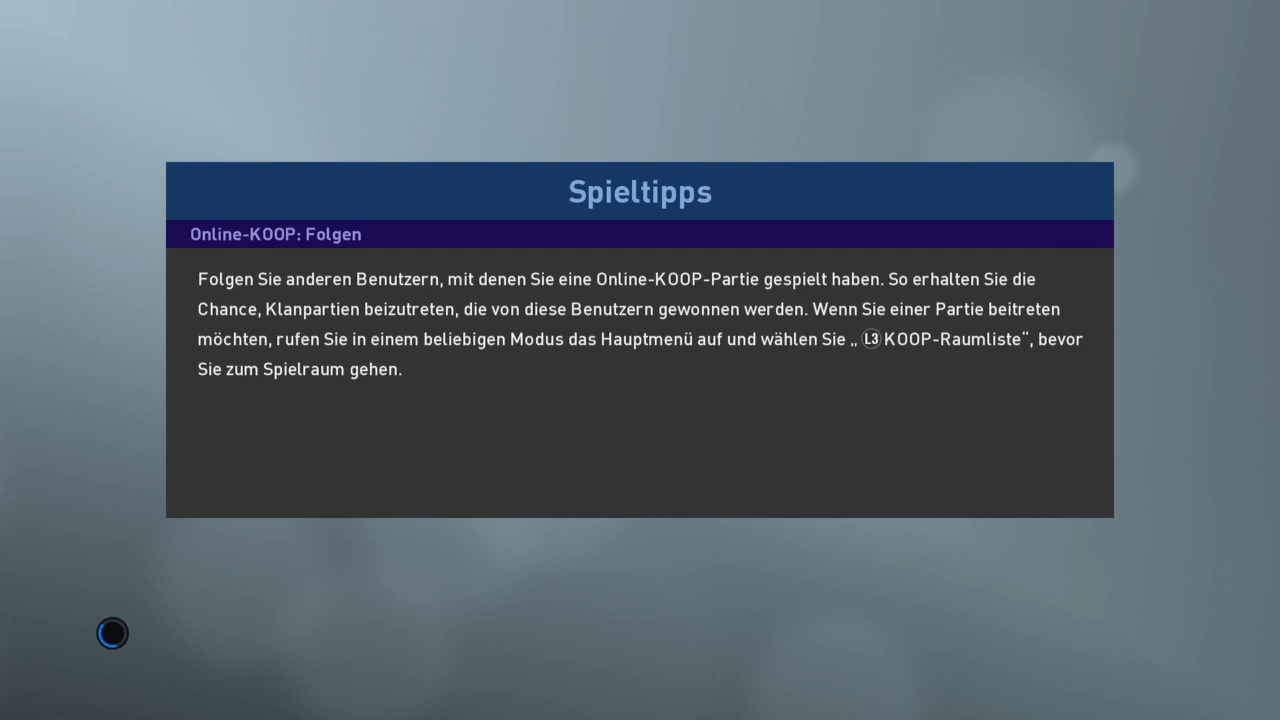 Spieltipps
Online-KOOP: Folgen
Folgen Sie anderen Benutzern, mit denen Sie eine Online-KOOP-Partie gespielt haben. So erhalten Sie die
Chance, Klanpartien beizutreten, die von diese Benutzern gewonnen werden. Wenn Sie einer Partie beitreten
möchten, rufen Sie in einem beliebigen Modus das Hauptmenü auf und wählen Sie „ L3 KOOP-Raumliste“, bevor
Sie zum Spielraum gehen.